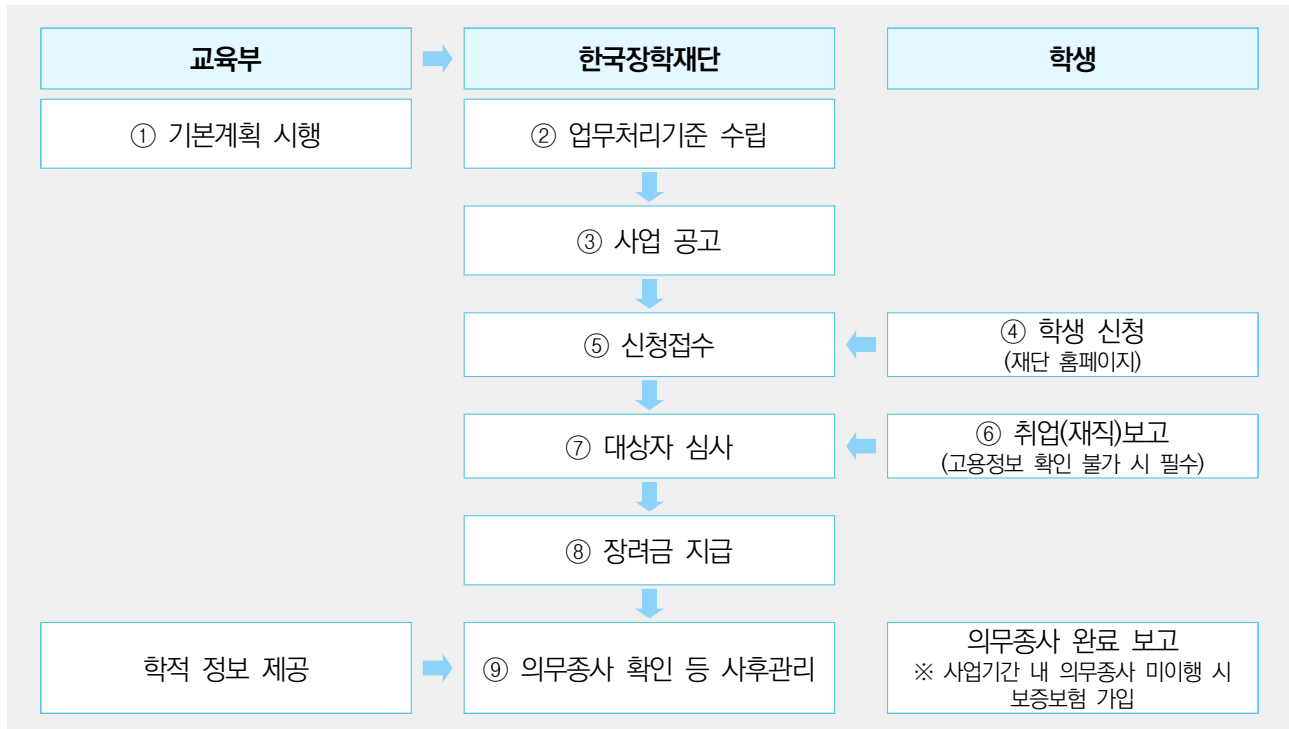 교육부
한국장학재단
학생
① 기본계획 시행
② 업무처리기준 수립
③ 사업 공고
④ 학생 신청
(재단 홈페이지)
⑤ 신청접수
⑥ 취업(재직)보고
(고용정보 확인 불가 시 필수)
⑦ 대상자 심사
⑧ 장려금 지급
학적 정보 제공
⑨ 의무종사 확인 등 사후관리
의무종사 완료 보고
※ 사업기간 내 의무종사 미이행 시
보증보험 가입